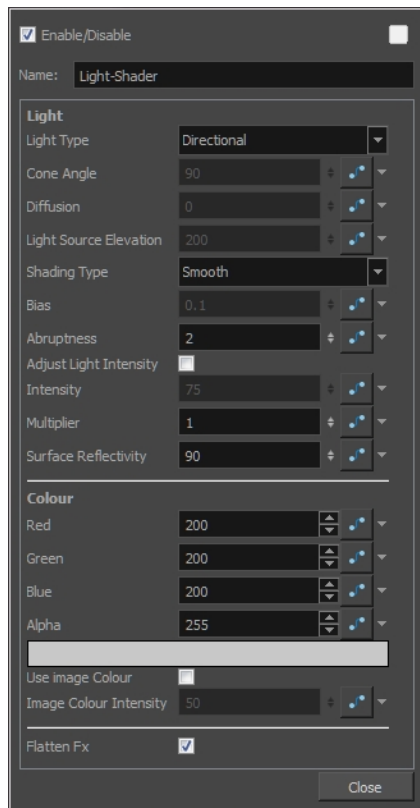 Enable/Disable
Name: Light-Shader
Light
Light Type Directional
Cone Angle 90
Diffusion 0
Light Source Elevation 200
Shading Type Smooth
Bias 0.1
Abruptness 2
Adjust Light Intensity
Intensity 75
Multiplier 1
Surface Reflectivity 90
Colour
Red 200
Green 200
Blue 200
Alpha 255
Use image Colour
Image Colour Intensity 50
Flatten Fx
Close